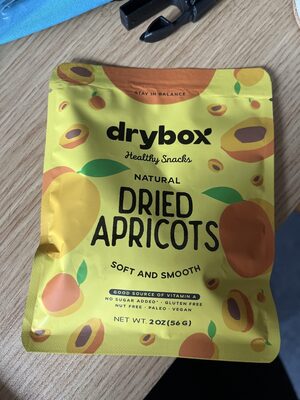 STAY IN BALANCE
drybox
Healthy Snacks
NATURAL
DRIED
APRICOTS
SOFT AND SMOOTH
GOOD SOURCE OF VITAMIN A
NO SUGAR ADDED* · GLUTEN FREE
NUT FREE · PALEO · VEGAN
NET WT. 2 OZ (56 G)